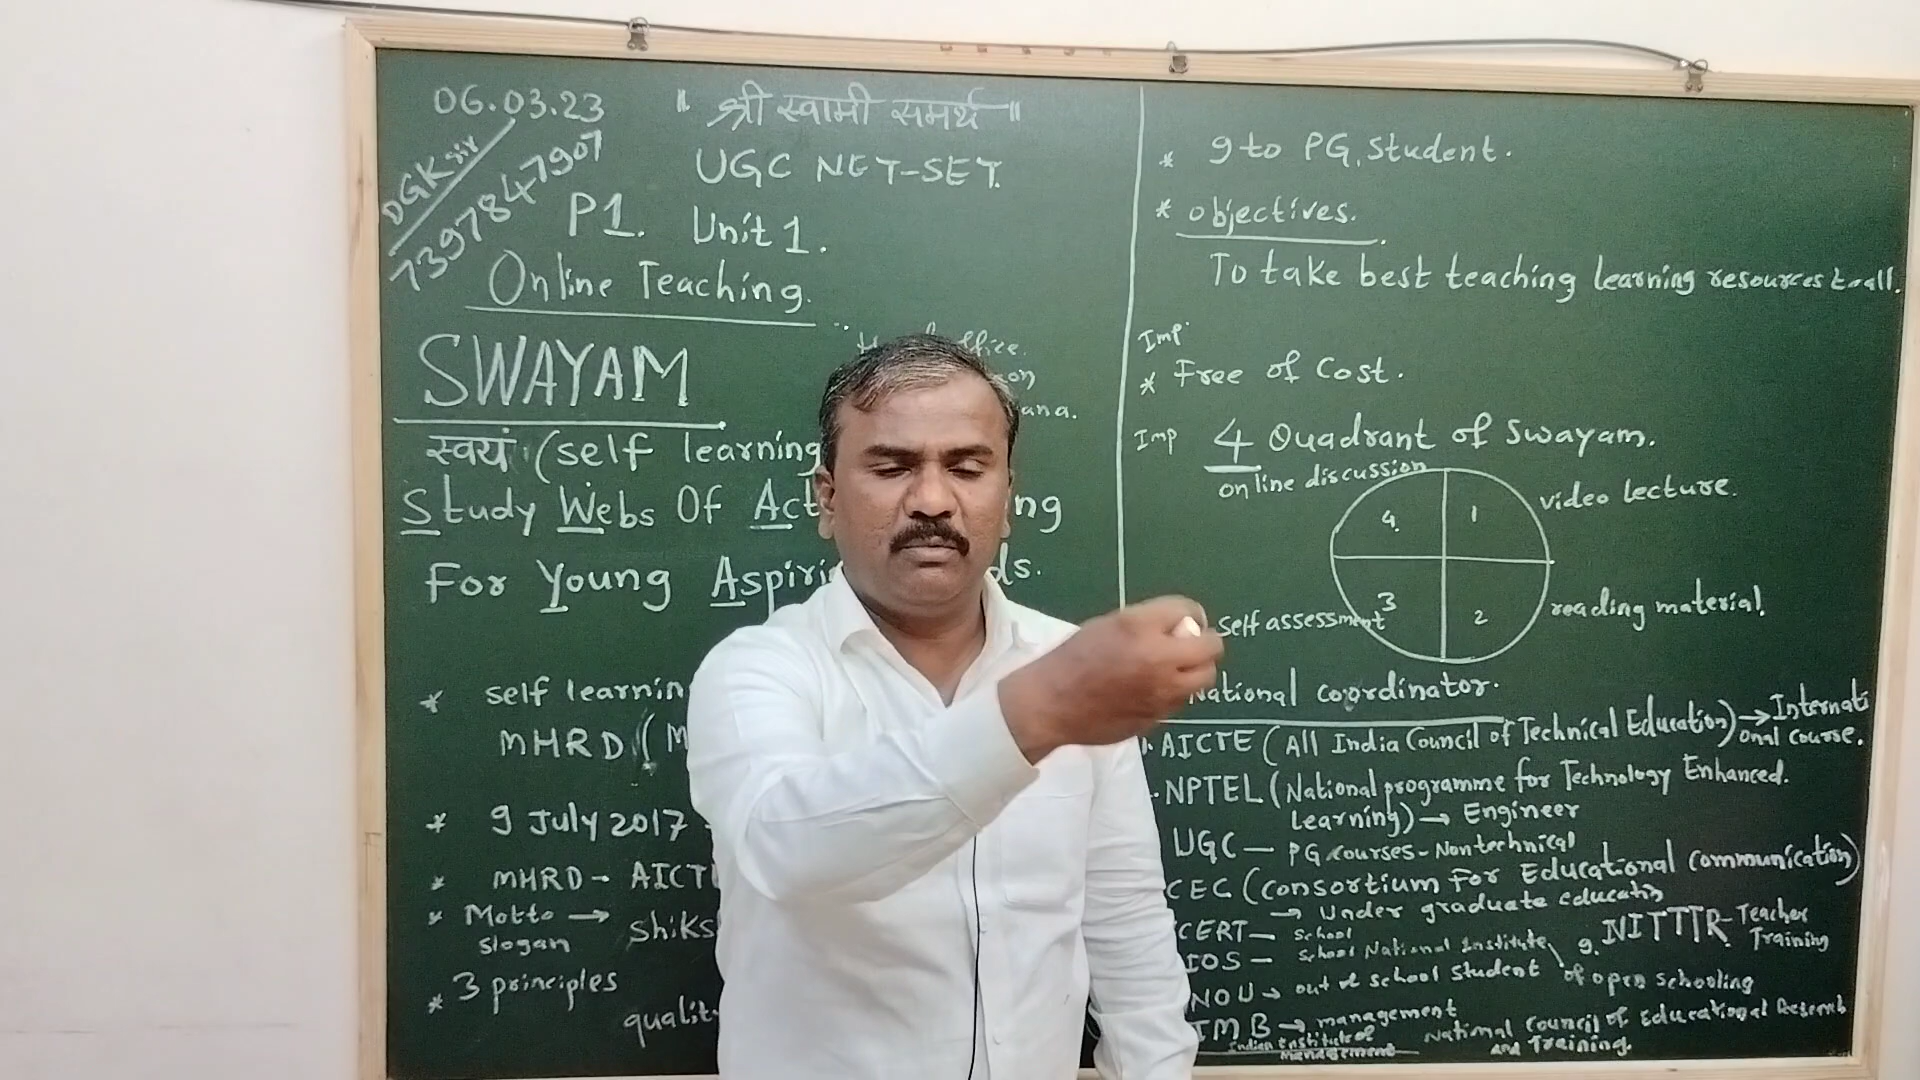 06.03.23
DGK sir
7397847907
॥ श्री स्वामी समर्थ ॥
UGC NET-SET.
P1. Unit 1.
Online Teaching.
SWAYAM
स्वयं (self learning
Study Webs Of
For Young
* self learnin
MHRD (M
* 9 July 2017
* MHRD - AICT
* Motto →
slogan
* 3 principles
* 9 to PG, Student.
* objectives.
To take best teaching learning resources to all.
Imp
* Free of Cost.
Imp 4 Quadrant of Swayam.
online discussion
4.
1
video lecture.
self assessment
3
2
reading material.
National coordinator.
1. AICTE (All India Council of Technical Education) → International course.
NPTEL (National programme for Technology Enhanced.
Learning) → Engineer
UGC — PG courses - Nontechnical
CEC (consortium For Educational communication)
→ Under graduate
CERT — School
IOS — School National Institute
of open schooling
9. NITTTR - Teacher
Training
NOU → out of school student
IMB → management
Indian Institute of
management
National Council of Educational Research
and Training.